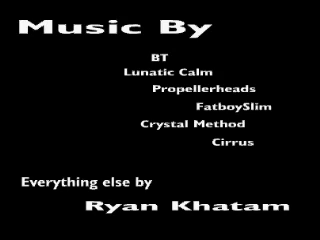 Music By
BT
Lunatic Calm
Propellerheads
FatboySlim
Crystal Method
Cirrus
Everything else by
Ryan Khatam